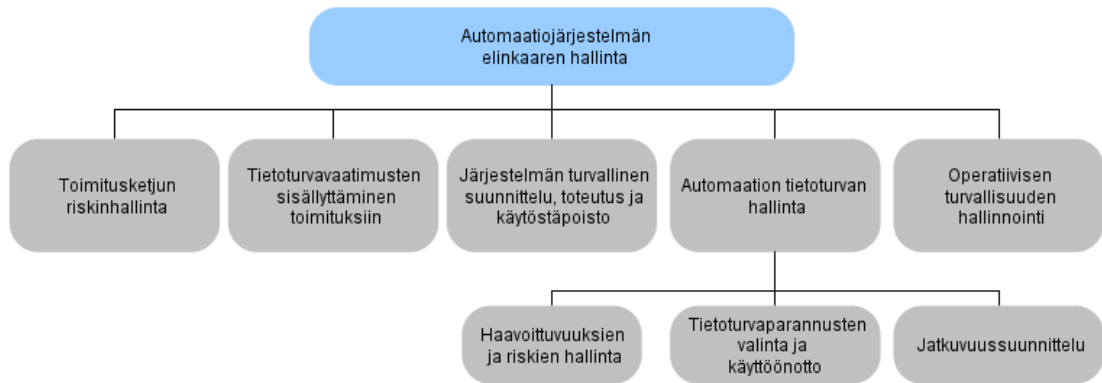 Automaatiojärjestelmän
elinkaaren hallinta
Toimitusketjun
riskinhallinta
Tietoturvavaatimusten
sisällyttäminen
toimituksiin
Järjestelmän turvallinen
suunnittelu, toteutus ja
käytöstäpoisto
Automaation tietoturvan
hallinta
Operatiivisen
turvallisuuden
hallinnointi
Haavoittuvuuksien
ja riskien hallinta
Tietoturvaparannusten
valinta ja
käyttöönotto
Jatkuvuussuunnittelu